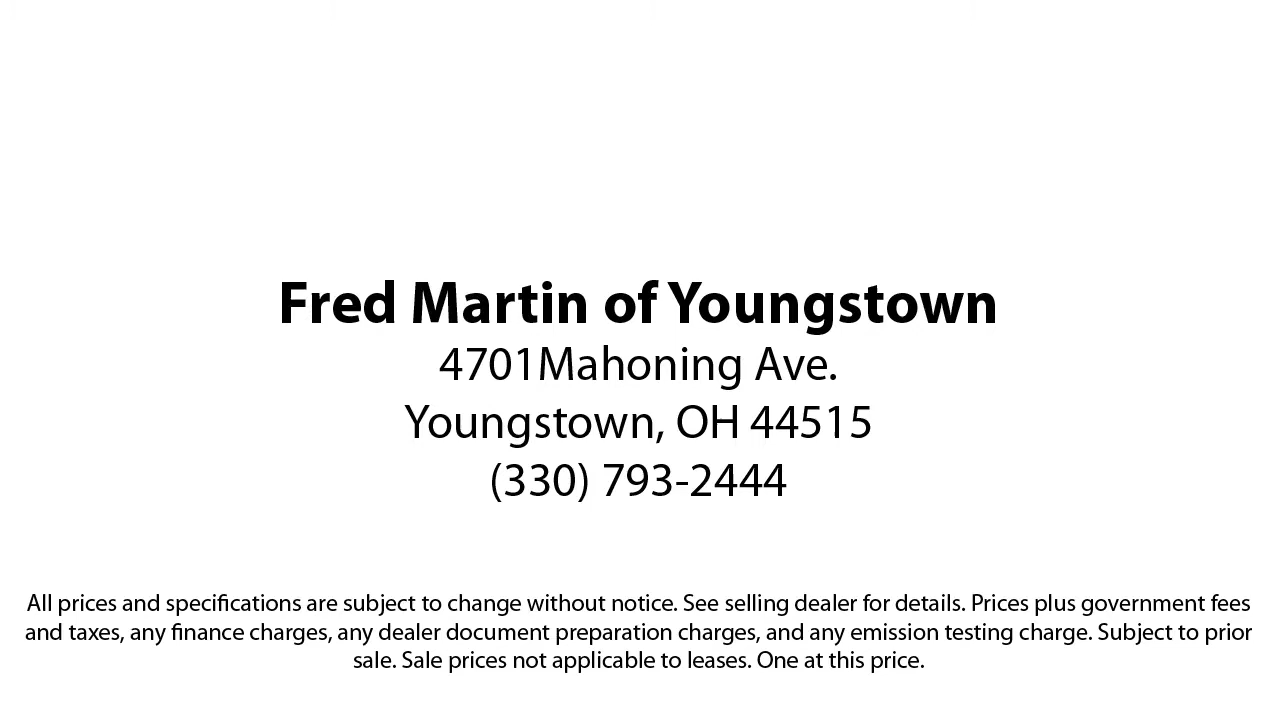 Fred Martin of Youngstown
4701Mahoning Ave.
Youngstown, OH 44515
(330) 793-2444
All prices and specifications are subject to change without notice. See selling dealer for details. Prices plus government fees
and taxes, any finance charges, any dealer document preparation charges, and any emission testing charge. Subject to prior
sale. Sale prices not applicable to leases. One at this price.